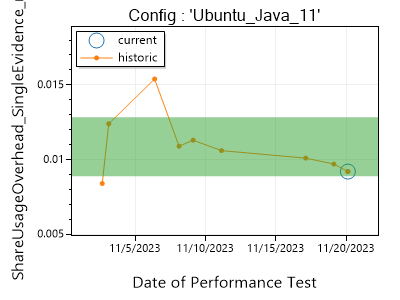 Config : 'Ubuntu_Java_11'
current
historic
ShareUsageOverhead_SingleEvidence_
0.015
0.01
0.005
11/5/2023
11/10/2023
11/15/2023
11/20/2023
Date of Performance Test